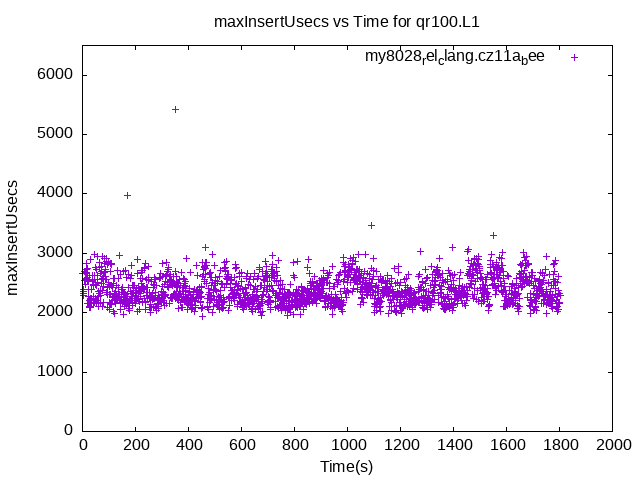 maxInsertUsecs vs Time for qr100.L1
my8028_rel_clang.cz11a_bee
maxInsertUsecs
6000
5000
4000
3000
2000
1000
0
0 200 400 600 800 1000 1200 1400 1600 1800 2000
Time(s)